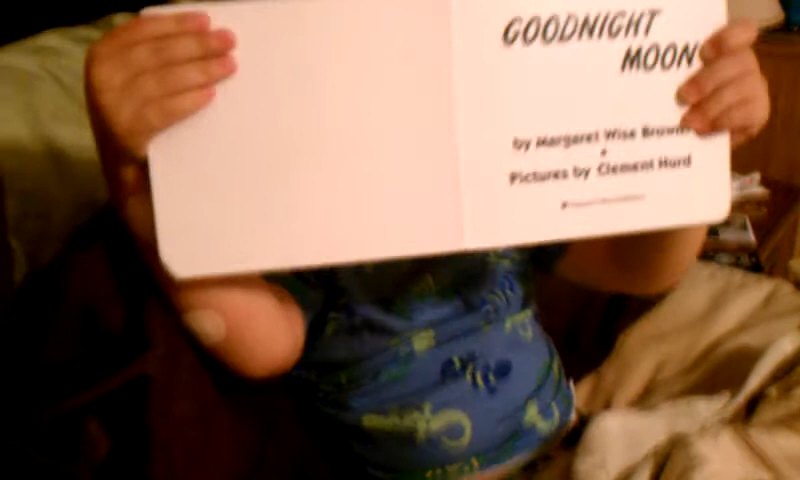 GOODNIGHT
MOON
by Margaret Wise Brown
Pictures by Clement Hurd